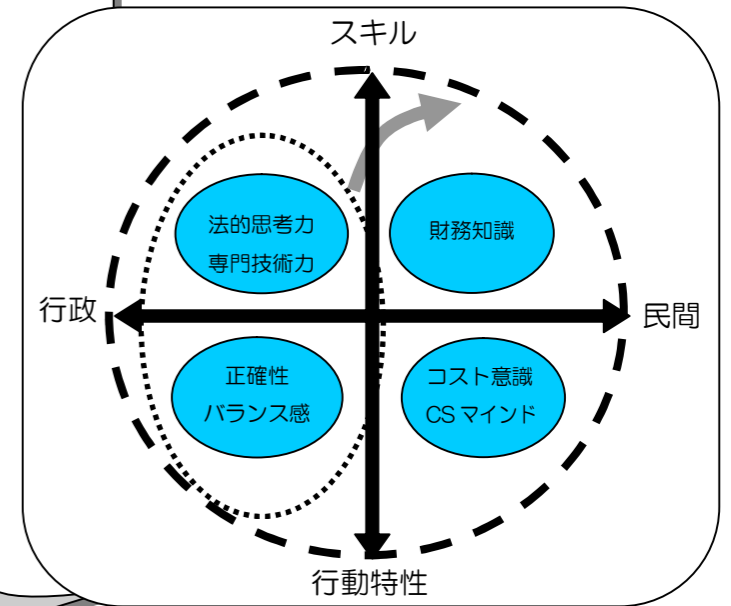 スキル
法的思考力
専門技術力
財務知識
行政
民間
正確性
バランス感
コスト意識
CSマインド
行動特性